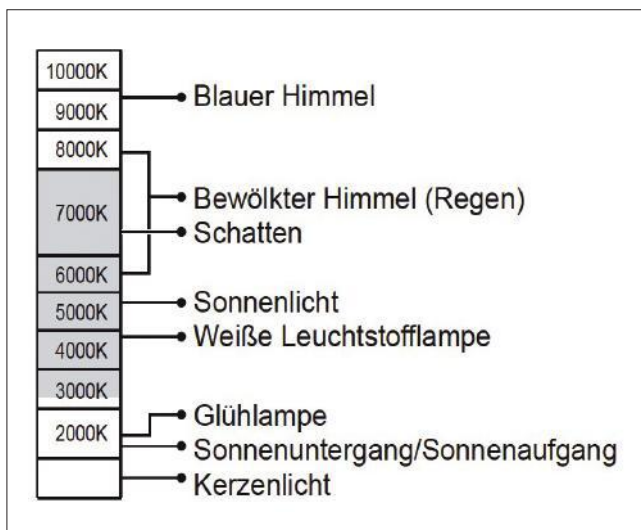 10000K
Blauer Himmel
9000K
8000K
Bewölkter Himmel (Regen)
7000K
Schatten
6000K
Sonnenlicht
5000K
Weiße Leuchtstofflampe
4000K
3000K
Glühlampe
2000K
Sonnenuntergang/Sonnenaufgang
Kerzenlicht